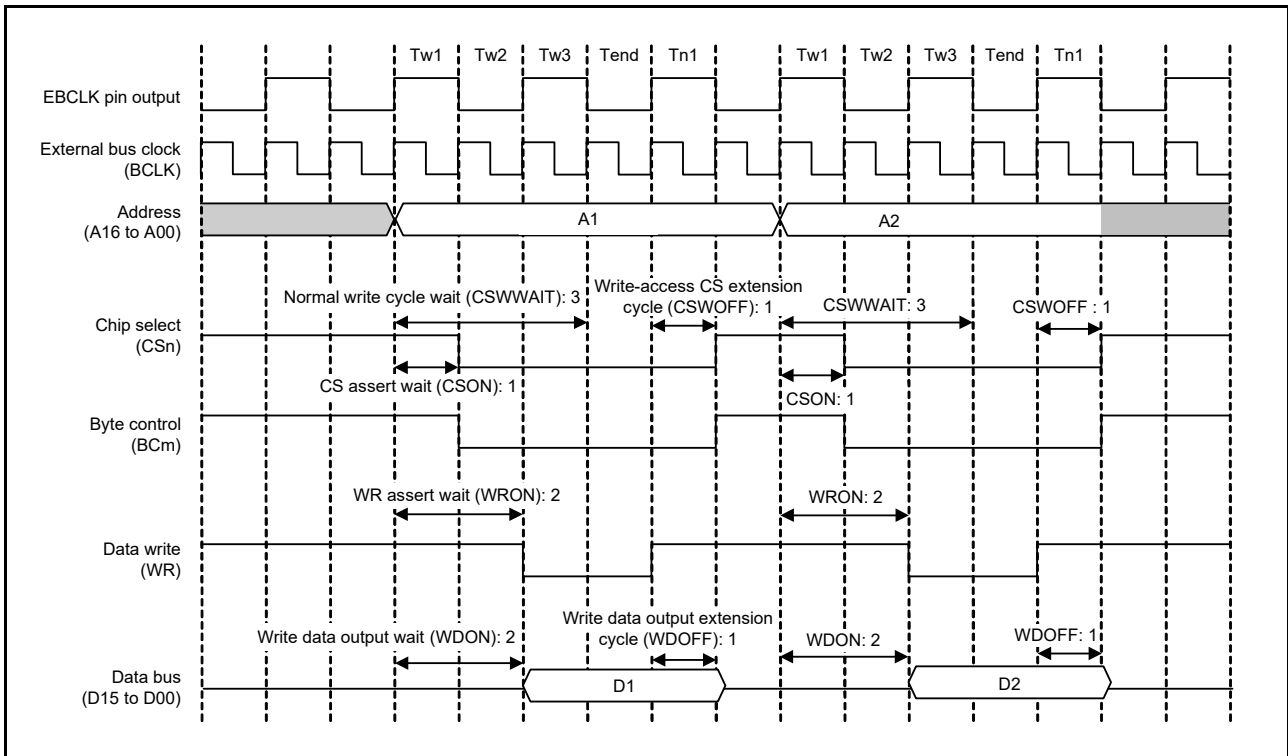 Tw1 Tw2 Tw3 Tend Tn1 Tw1 Tw2 Tw3 Tend Tn1
EBCLK pin output
External bus clock
(BCLK)
Address
(A16 to A00)
A1 A2
Normal write cycle wait (CSWWAIT): 3
Write-access CS extension
cycle (CSWOFF): 1
CSWWAIT: 3
CSWOFF : 1
Chip select
(CSn)
CS assert wait (CSON): 1
CSON: 1
Byte control
(BCm)
WR assert wait (WRON): 2
WRON: 2
Data write
(WR)
Write data output wait (WDON): 2
Write data output extension
cycle (WDOFF): 1
WDON: 2
WDOFF: 1
Data bus
(D15 to D00)
D1 D2